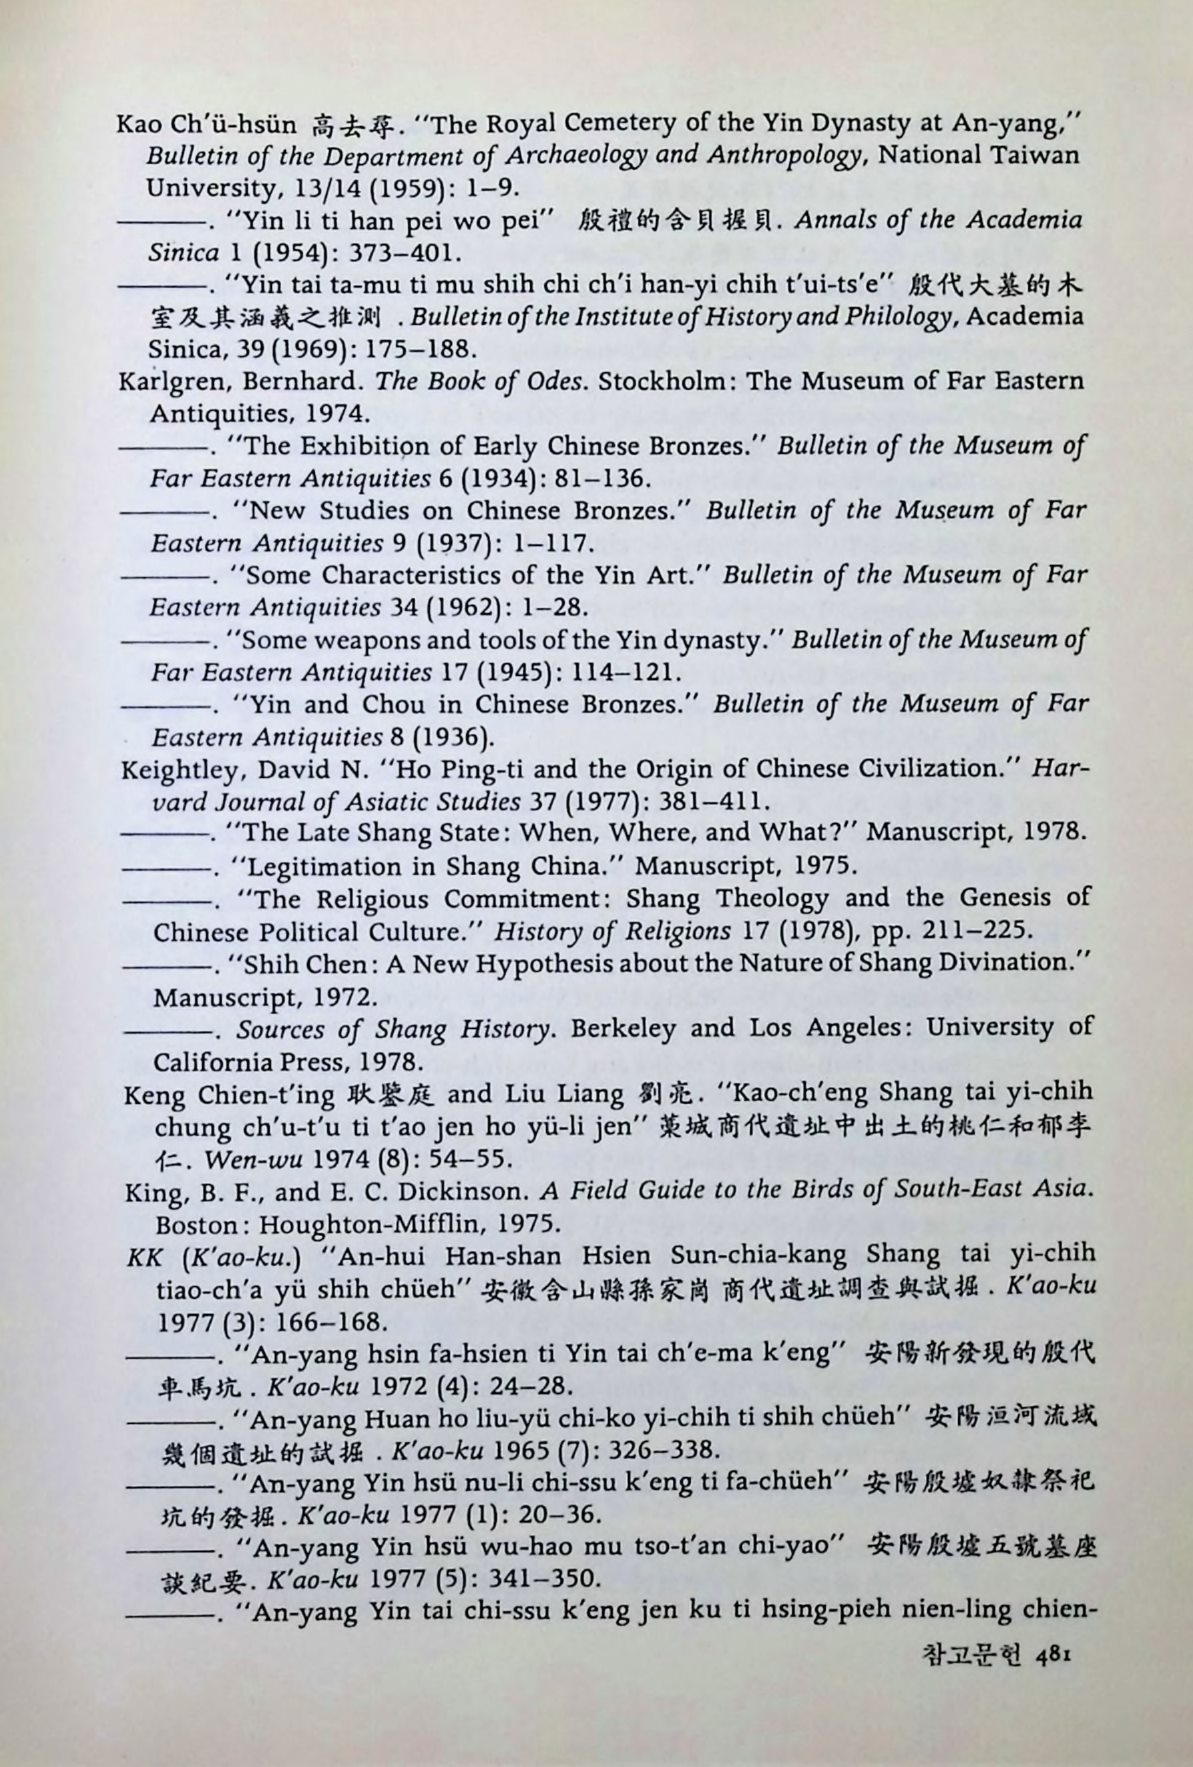 Kao Ch'ü-hsün 高去尋. "The Royal Cemetery of the Yin Dynasty at An-yang,"
Bulletin of the Department of Archaeology and Anthropology, National Taiwan
University, 13/14 (1959): 1–9.
———. "Yin li ti han pei wo pei" 殷禮的含貝握貝. Annals of the Academia
Sinica 1 (1954): 373–401.
———. "Yin tai ta-mu ti mu shih chi ch'i han-yi chih t'ui-ts'e" 殷代大墓的木
室及其涵義之推測 . Bulletin of the Institute of History and Philology, Academia
Sinica, 39 (1969): 175–188.
Karlgren, Bernhard. The Book of Odes. Stockholm: The Museum of Far Eastern
Antiquities, 1974.
———. "The Exhibition of Early Chinese Bronzes." Bulletin of the Museum of
Far Eastern Antiquities 6 (1934): 81–136.
———. "New Studies on Chinese Bronzes." Bulletin of the Museum of Far
Eastern Antiquities 9 (1937): 1–117.
———. "Some Characteristics of the Yin Art." Bulletin of the Museum of Far
Eastern Antiquities 34 (1962): 1–28.
———. "Some weapons and tools of the Yin dynasty." Bulletin of the Museum of
Far Eastern Antiquities 17 (1945): 114–121.
———. "Yin and Chou in Chinese Bronzes." Bulletin of the Museum of Far
Eastern Antiquities 8 (1936).
Keightley, David N. "Ho Ping-ti and the Origin of Chinese Civilization." Har-
vard Journal of Asiatic Studies 37 (1977): 381–411.
———. "The Late Shang State: When, Where, and What?" Manuscript, 1978.
———. "Legitimation in Shang China." Manuscript, 1975.
———. "The Religious Commitment: Shang Theology and the Genesis of
Chinese Political Culture." History of Religions 17 (1978), pp. 211–225.
———. "Shih Chen: A New Hypothesis about the Nature of Shang Divination."
Manuscript, 1972.
———. Sources of Shang History. Berkeley and Los Angeles: University of
California Press, 1978.
Keng Chien-t'ing 耿鑒庭 and Liu Liang 劉亮. "Kao-ch'eng Shang tai yi-chih
chung ch'u-t'u ti t'ao jen ho yü-li jen" 藁城商代遺址中出土的桃仁和郁李
仁. Wen-wu 1974 (8): 54–55.
King, B. F., and E. C. Dickinson. A Field Guide to the Birds of South-East Asia.
Boston: Houghton-Mifflin, 1975.
KK (K'ao-ku.) "An-hui Han-shan Hsien Sun-chia-kang Shang tai yi-chih
tiao-ch'a yü shih chüeh" 安徽含山縣孫家崗 商代遺址調查與試掘 . K'ao-ku
1977 (3): 166–168.
———. "An-yang hsin fa-hsien ti Yin tai ch'e-ma k'eng" 安陽新發現的殷代
車馬坑 . K'ao-ku 1972 (4): 24–28.
———. "An-yang Huan ho liu-yü chi-ko yi-chih ti shih chüeh" 安陽洹河流域
幾個遺址的試掘 . K'ao-ku 1965 (7): 326–338.
———. "An-yang Yin hsü nu-li chi-ssu k'eng ti fa-chüeh" 安陽殷墟奴隸祭祀
坑的發掘. K'ao-ku 1977 (1): 20–36.
———. "An-yang Yin hsü wu-hao mu tso-t'an chi-yao" 安陽殷墟五號墓座
談紀要. K'ao-ku 1977 (5): 341–350.
———. "An-yang Yin tai chi-ssu k'eng jen ku ti hsing-pieh nien-ling chien-
참고문헌 481